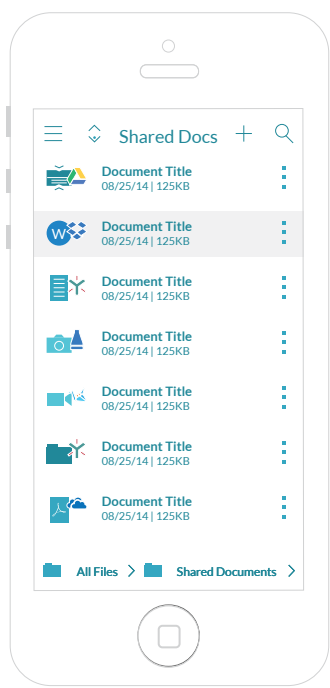 Shared Docs
Document Title
08/25/14 | 125KB
W
Document Title
08/25/14 | 125KB
Document Title
08/25/14 | 125KB
Document Title
08/25/14 | 125KB
Document Title
08/25/14 | 125KB
Document Title
08/25/14 | 125KB
Document Title
08/25/14 | 125KB
All Files > Shared Documents >